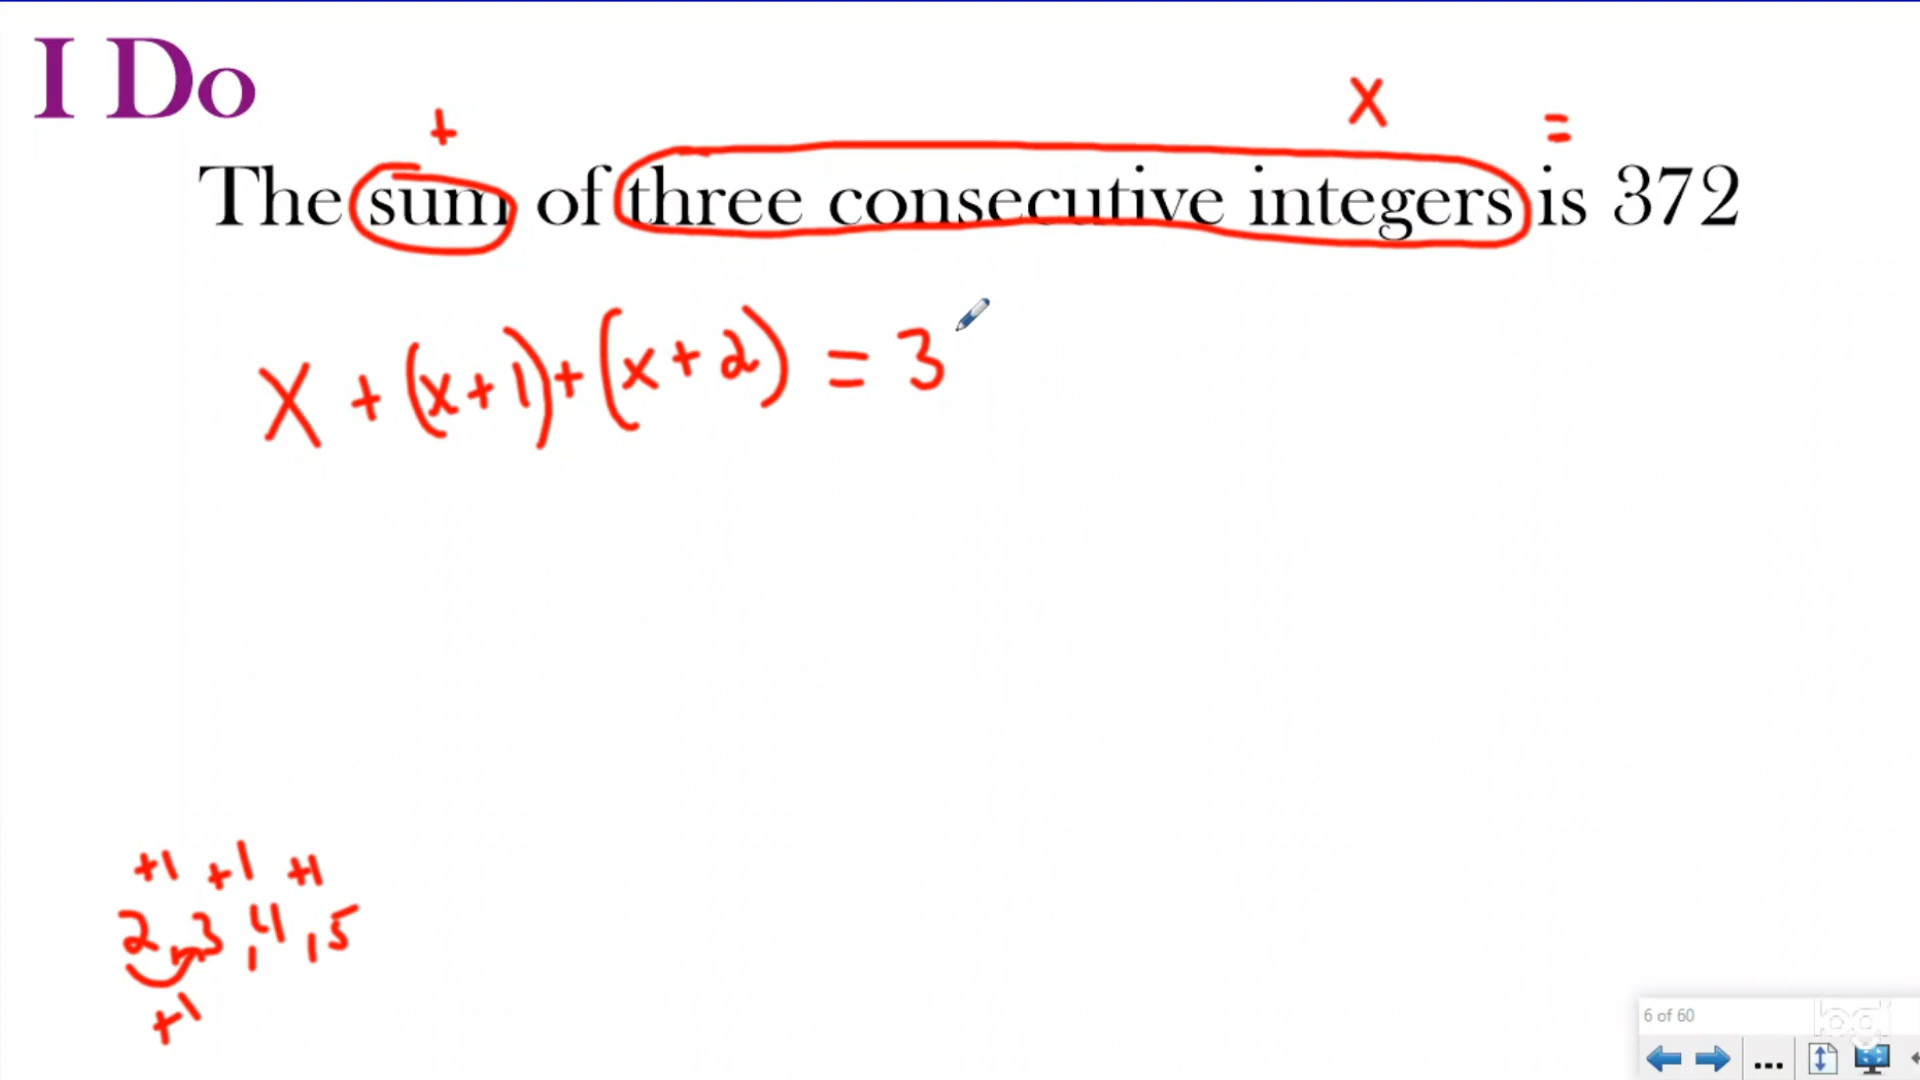 I Do
+ X =
The sum of three consecutive integers is 372
X + (x+1) + (x+2) = 3
+1 +1 +1
2, 3, 4, 5
+1
6 of 60
logi
...